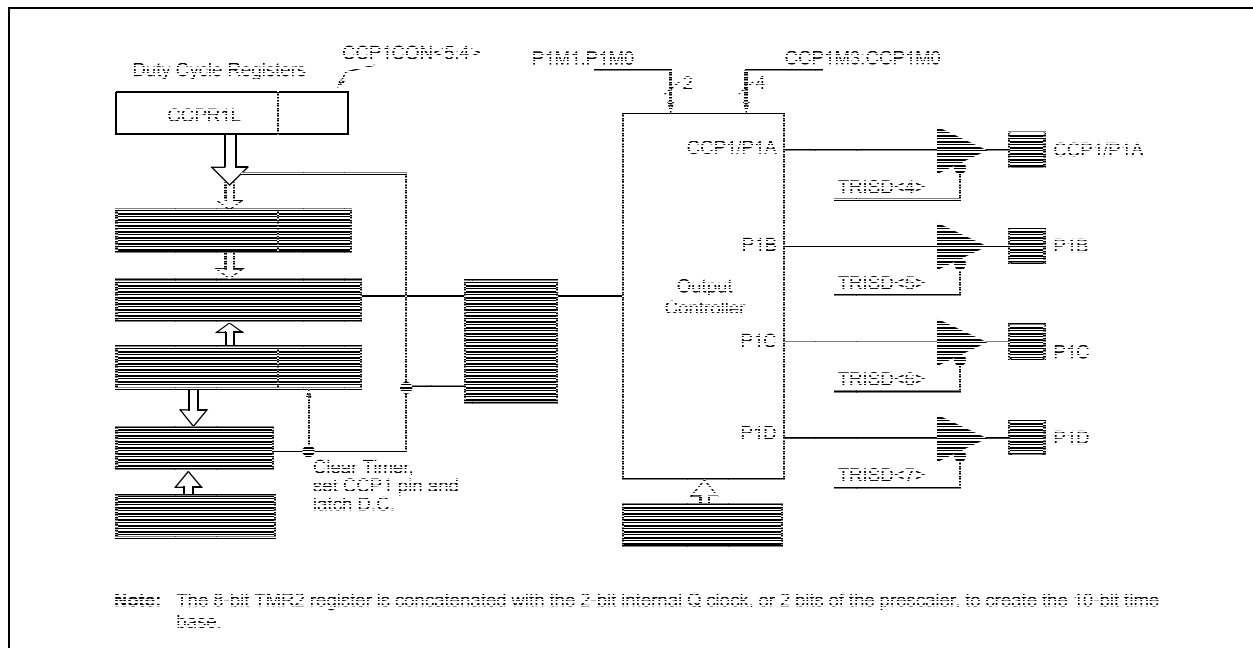 CCP1CON<5:4>
Duty Cycle Registers
CCPR1L
P1M1:P1M0
2
CCP1M3:CCP1M0
4
CCP1/P1A
CCP1/P1A
TRISD<4>
P1B
P1B
TRISD<5>
Output
Controller
P1C
P1C
TRISD<6>
P1D
P1D
TRISD<7>
Clear Timer,
set CCP1 pin and
latch D.C.
Note: The 8-bit TMR2 register is concatenated with the 2-bit internal Q clock, or 2 bits of the prescaler, to create the 10-bit time
base.